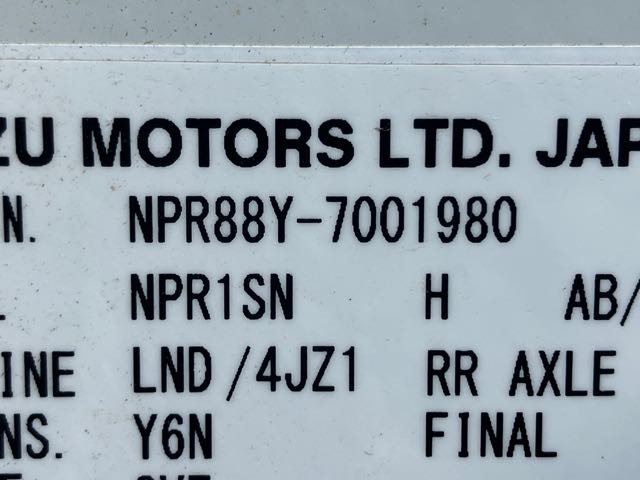 ZU MOTORS LTD. JAP
N. NPR88Y-7001980
NPR1SN H AB/
INE LND/4JZ1 RR AXLE
NS. Y6N FINAL